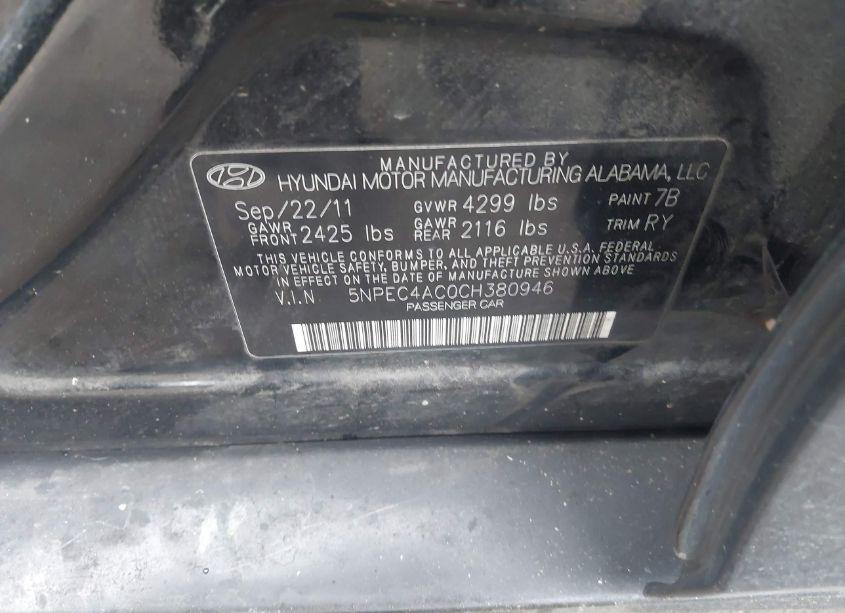 MANUFACTURED BY
HYUNDAI MOTOR MANUFACTURING ALABAMA, LLC
Sep/22/11 GVWR 4299 lbs PAINT 7B
GAWR FRONT 2425 lbs GAWR REAR 2116 lbs TRIM RY
THIS VEHICLE CONFORMS TO ALL APPLICABLE U.S.A. FEDERAL
MOTOR VEHICLE SAFETY, BUMPER, AND THEFT PREVENTION STANDARDS
IN EFFECT ON THE DATE OF MANUFACTURE SHOWN ABOVE
V.I.N 5NPEC4AC0CH380946
PASSENGER CAR